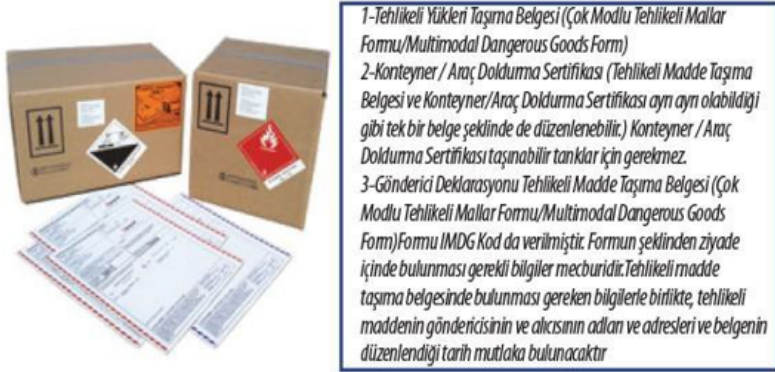 1-Tehlikeli Yükleri Taşıma Belgesi (Çok Modlu Tehlikeli Mallar
Formu/Multimodal Dangerous Goods Form)
2-Konteyner / Araç Doldurma Sertifikası (Tehlikeli Madde Taşıma
Belgesi ve Konteyner/Araç Doldurma Sertifikası ayrı ayrı olabildiği
gibi tek bir belge şeklinde de düzenlenebilir.) Konteyner / Araç
Doldurma Sertifikası taşınabilir tanklar için gerekmez.
3-Gönderici Deklarasyonu Tehlikeli Madde Taşıma Belgesi (Çok
Modlu Tehlikeli Mallar Formu/Multimodal Dangerous Goods
Form)Formu IMDG Kod da verilmiştir. Formun şeklinden ziyade
içinde bulunması gerekli bilgiler mecburidir.Tehlikeli madde
taşıma belgesinde bulunması gereken bilgilerle birlikte, tehlikeli
maddenin göndericisinin ve alıcısının adları ve adresleri ve belgenin
düzenlendiği tarih mutlaka bulunacaktır